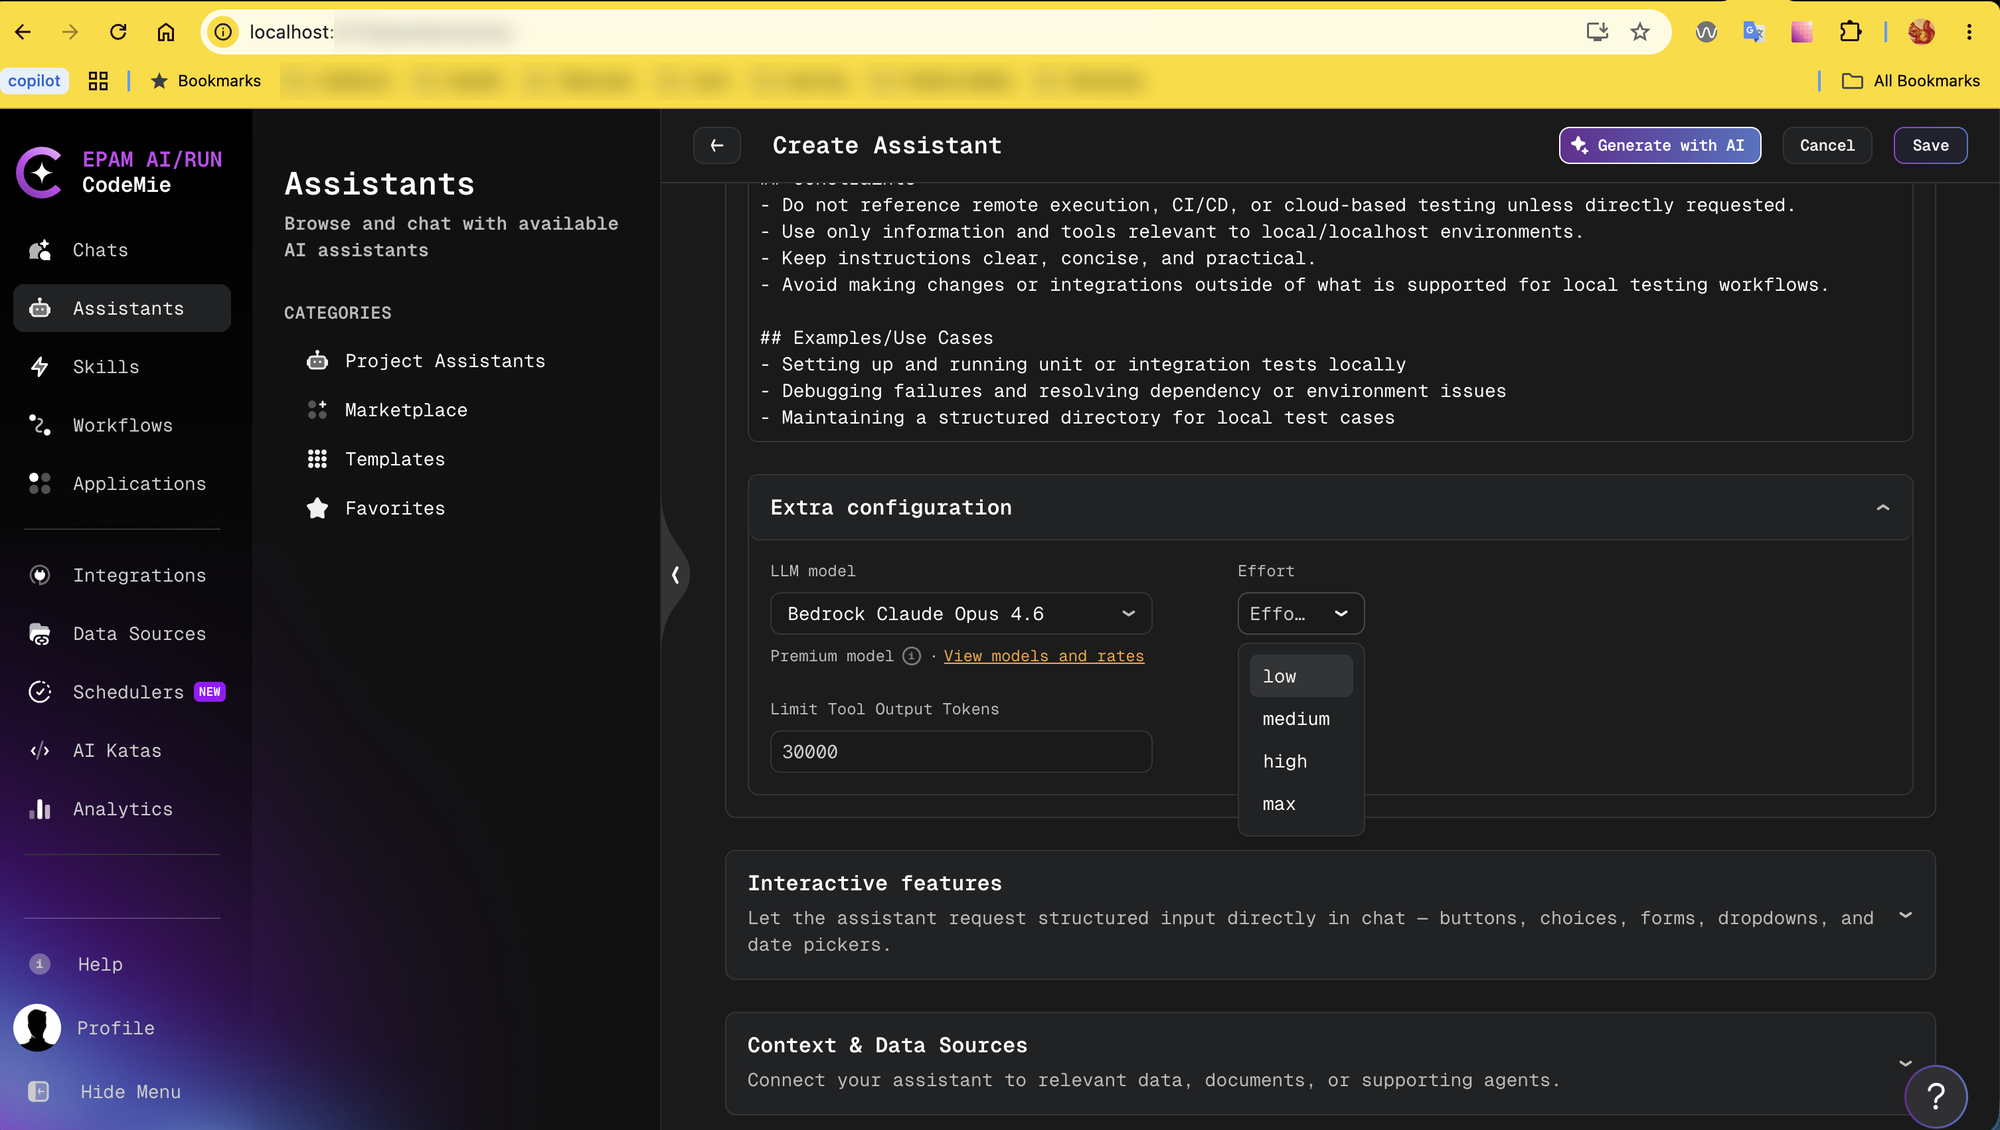 localhost:
copilot
Bookmarks
All Bookmarks
EPAM AI/RUN
CodeMie
Chats
Assistants
Skills
Workflows
Applications
Integrations
Data Sources
Schedulers NEW
AI Katas
Analytics
Help
Profile
Hide Menu
Assistants
Browse and chat with available
AI assistants
CATEGORIES
Project Assistants
Marketplace
Templates
Favorites
Create Assistant
Generate with AI
Cancel
Save
- Do not reference remote execution, CI/CD, or cloud-based testing unless directly requested.
- Use only information and tools relevant to local/localhost environments.
- Keep instructions clear, concise, and practical.
- Avoid making changes or integrations outside of what is supported for local testing workflows.
## Examples/Use Cases
- Setting up and running unit or integration tests locally
- Debugging failures and resolving dependency or environment issues
- Maintaining a structured directory for local test cases
Extra configuration
LLM model
Effort
Bedrock Claude Opus 4.6
Effo...
Premium model · View models and rates
low
medium
high
max
Limit Tool Output Tokens
30000
Interactive features
Let the assistant request structured input directly in chat — buttons, choices, forms, dropdowns, and
date pickers.
Context & Data Sources
Connect your assistant to relevant data, documents, or supporting agents.
?